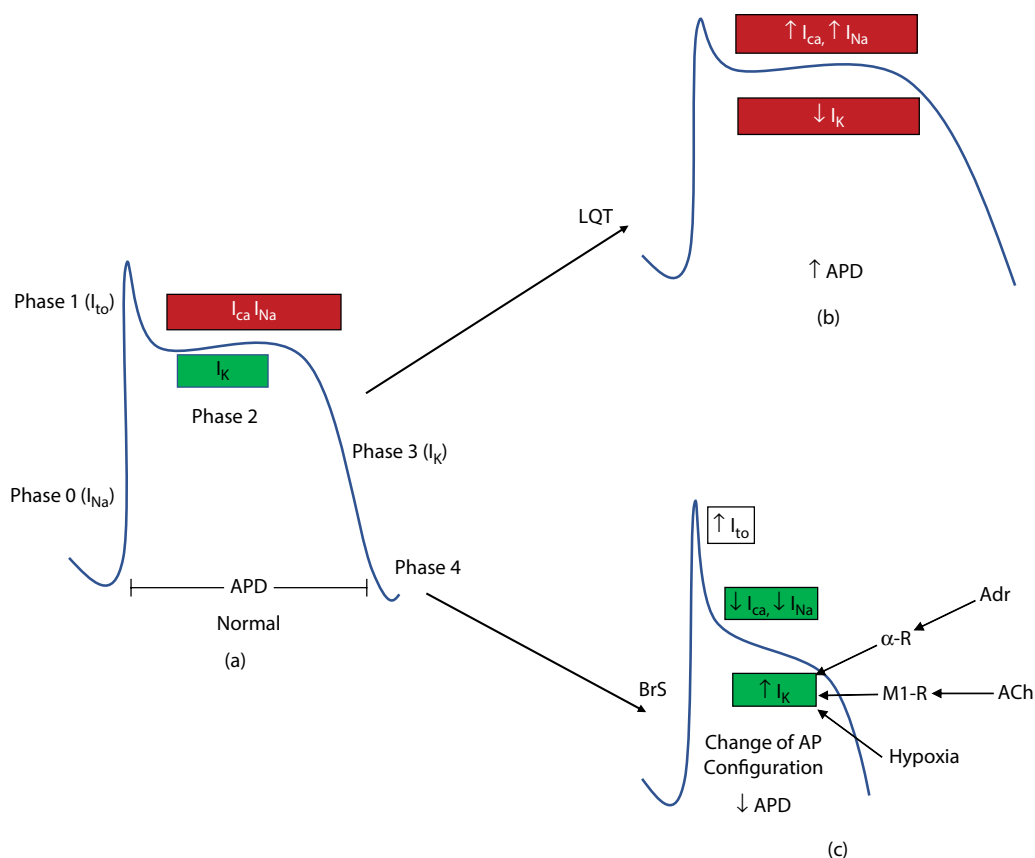 Phase 1 (I_to)
I_ca I_Na
I_K
Phase 2
Phase 3 (I_K)
Phase 0 (I_Na)
Phase 4
APD
Normal
(a)
LQT
↑ I_ca, ↑ I_Na
↓ I_K
↑ APD
(b)
BrS
↑ I_to
↓ I_ca, ↓ I_Na
Adr
α-R
↑ I_K
M1-R
ACh
Hypoxia
Change of AP
Configuration
↓ APD
(c)